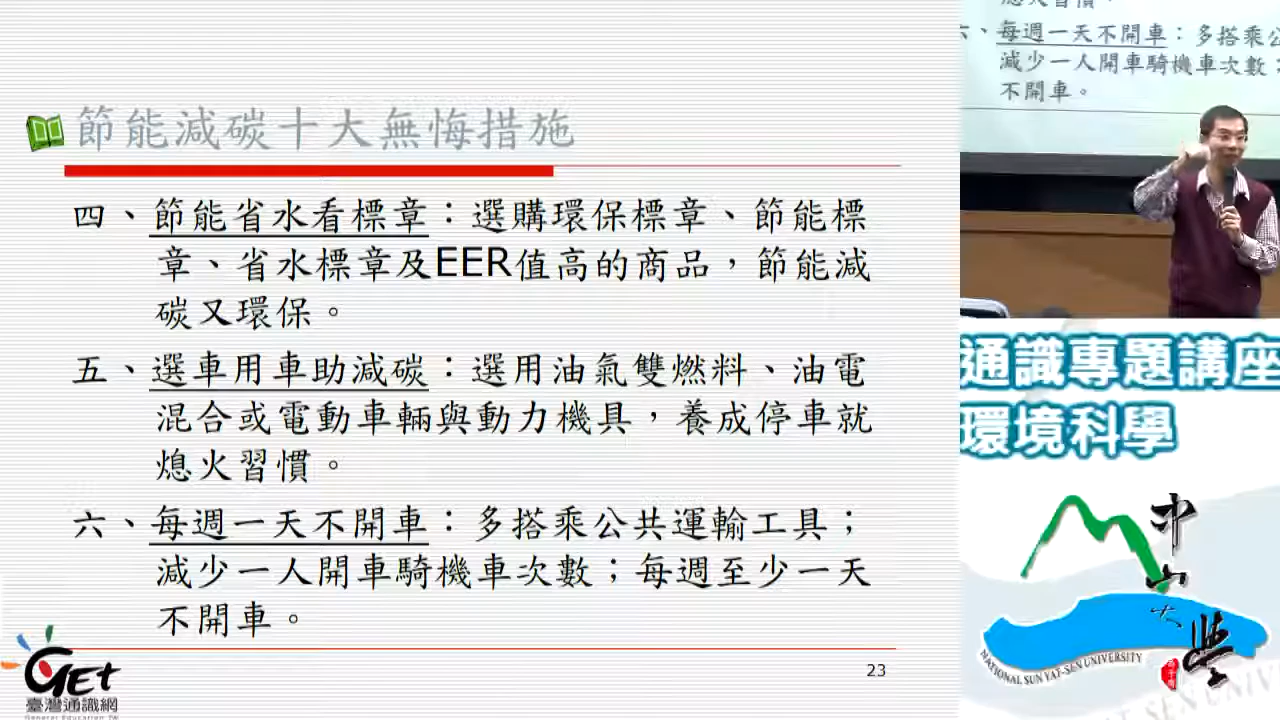 節能減碳十大無悔措施
四、節能省水看標章：選購環保標章、節能標
章、省水標章及EER值高的商品，節能減
碳又環保。
五、選車用車助減碳：選用油氣雙燃料、油電
混合或電動車輛與動力機具，養成停車就
熄火習慣。
六、每週一天不開車：多搭乘公共運輸工具；
減少一人開車騎機車次數；每週至少一天
不開車。
23
Get
臺灣通識網
General Education TW
熄火習慣。
六、每週一天不開車：多搭乘公
減少一人開車騎機車次數；
不開車。
通識專題講座
環境科學
中山大學
NATIONAL SUN YAT-SEN UNIVERSITY